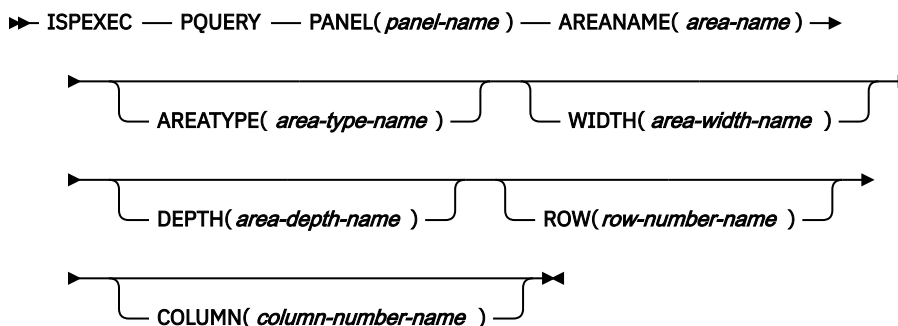 ISPEXEC PQUERY PANEL( panel-name ) AREANAME( area-name )
AREATYPE( area-type-name ) WIDTH( area-width-name )
DEPTH( area-depth-name ) ROW( row-number-name )
COLUMN( column-number-name )